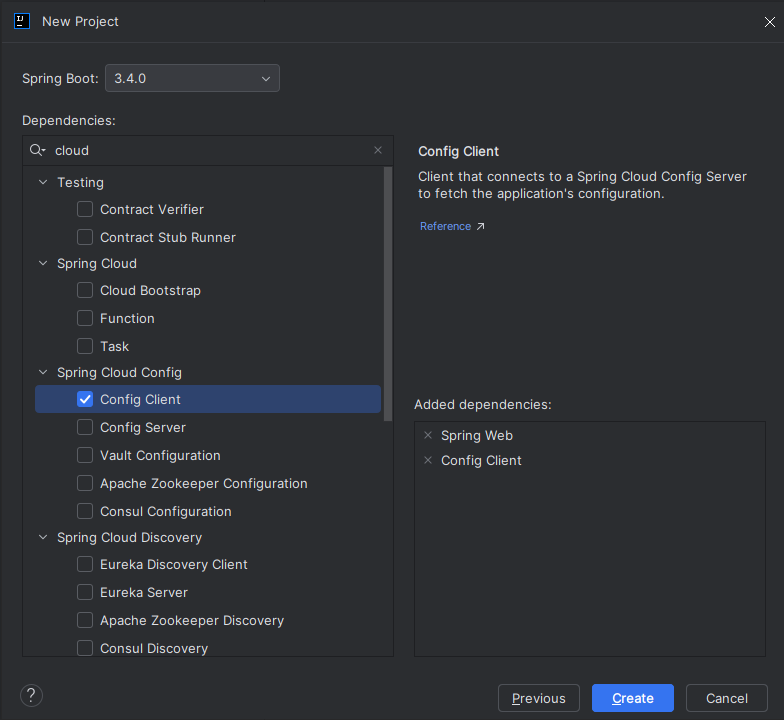 New Project
Spring Boot: 3.4.0
Dependencies:
cloud
Testing
Contract Verifier
Contract Stub Runner
Spring Cloud
Cloud Bootstrap
Function
Task
Spring Cloud Config
Config Client
Config Server
Vault Configuration
Apache Zookeeper Configuration
Consul Configuration
Spring Cloud Discovery
Eureka Discovery Client
Eureka Server
Apache Zookeeper Discovery
Consul Discovery
Config Client
Client that connects to a Spring Cloud Config Server
to fetch the application's configuration.
Reference ↗
Added dependencies:
Spring Web
Config Client
?
Previous
Create
Cancel